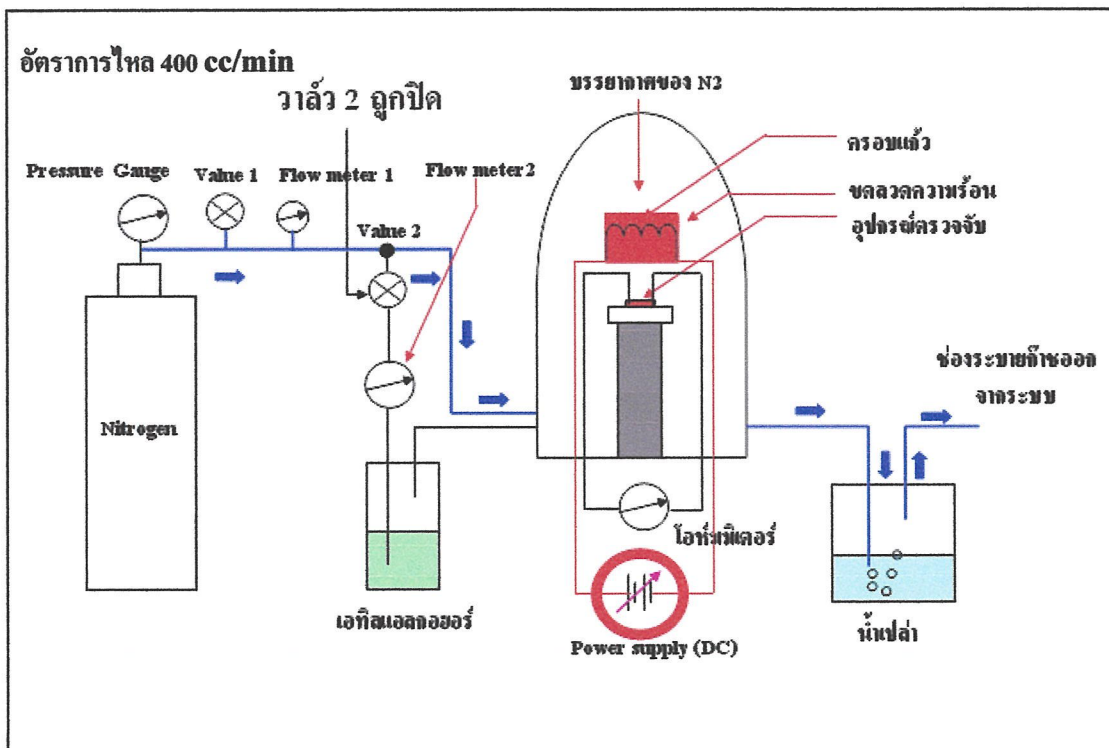 อัตราการไหล 400 cc/min
วาล์ว 2 ถูกปิด
บรรยากาศของ N2
ครอบแก้ว
Pressure Gauge
Value 1
Flow meter 1
Flow meter2
ขดลวดความร้อน
อุปกรณ์ตรวจจับ
Value 2
ช่องระบายก๊าซออก
จากระบบ
Nitrogen
โอห์มมิเตอร์
เอทิลแอลกอฮอร์
น้ำเปล่า
Power supply (DC)